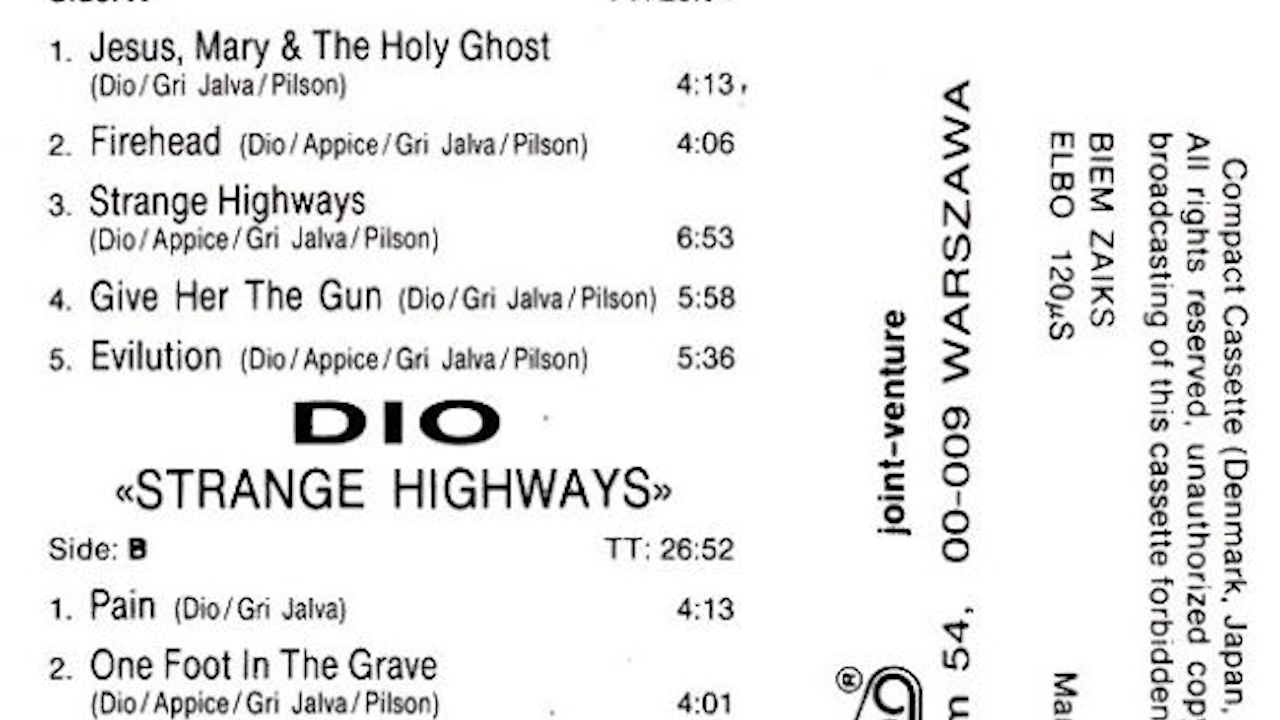 1. Jesus, Mary & The Holy Ghost
(Dio/Gri Jalva/Pilson) 4:13
2. Firehead (Dio/Appice/Gri Jalva/Pilson) 4:06
3. Strange Highways
(Dio/Appice/Gri Jalva/Pilson) 6:53
4. Give Her The Gun (Dio/Gri Jalva/Pilson) 5:58
5. Evilution (Dio/Appice/Gri Jalva/Pilson) 5:36
DIO
«STRANGE HIGHWAYS»
Side: B TT: 26:52
1. Pain (Dio/Gri Jalva) 4:13
2. One Foot In The Grave
(Dio/Appice/Gri Jalva/Pilson) 4:01
joint-venture
54, 00-009 WARSZAWA
®
Compact Cassette (Denmark, Japan,
All rights reserved, unauthorized cop
broadcasting of this cassette forbidden
BIEM ZAIKS
ELBO 120µS
Mar